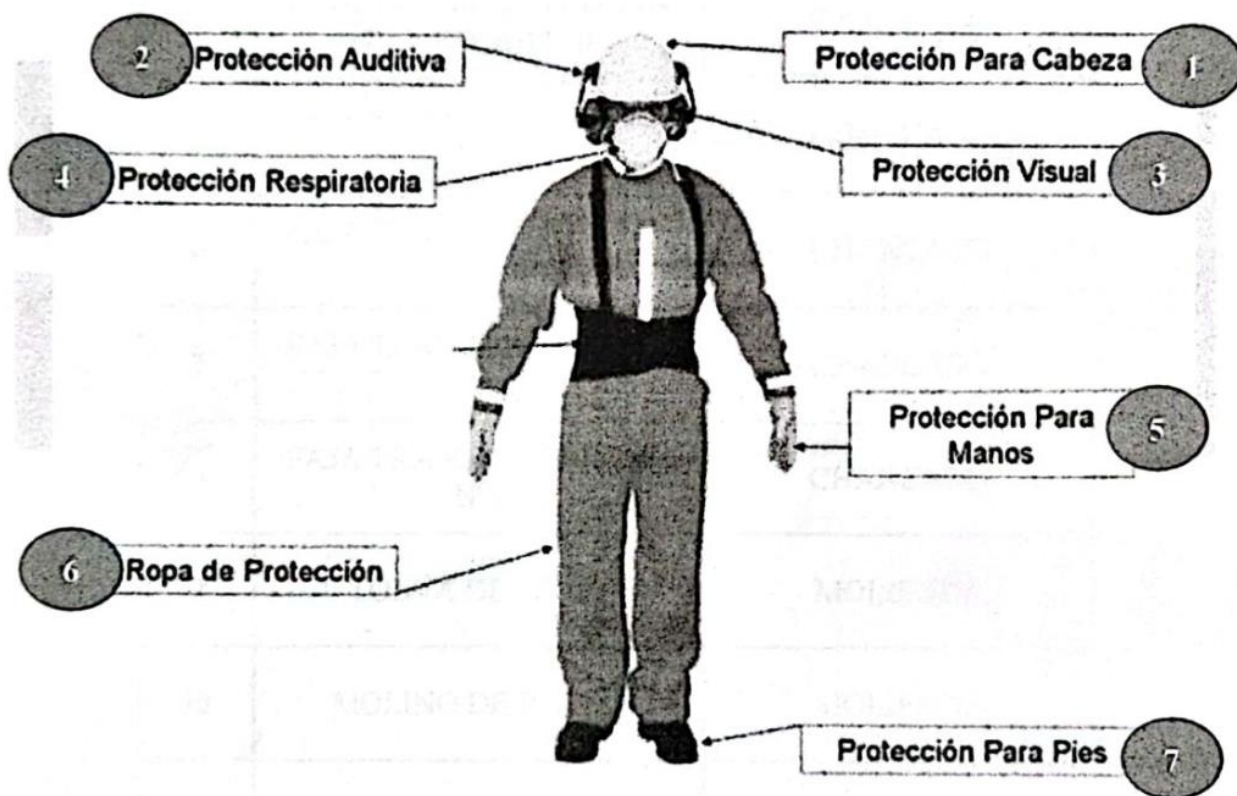 2 Protección Auditiva
Protección Para Cabeza 1
4 Protección Respiratoria
Protección Visual 3
Protección Para
Manos
5
6 Ropa de Protección
Protección Para Pies 7